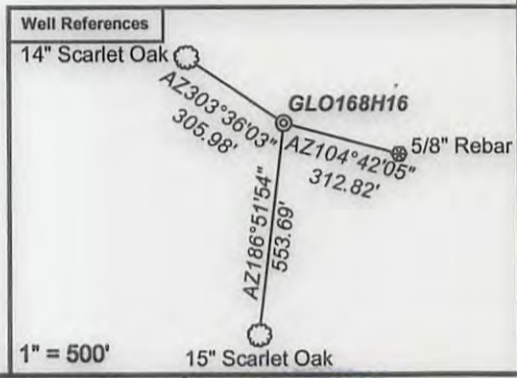 Well References
14" Scarlet Oak
GLO168H16
AZ303°36'03"
305.98'
AZ104°42'05"
312.82'
5/8" Rebar
AZ186°51'54"
553.69'
1" = 500'
15" Scarlet Oak